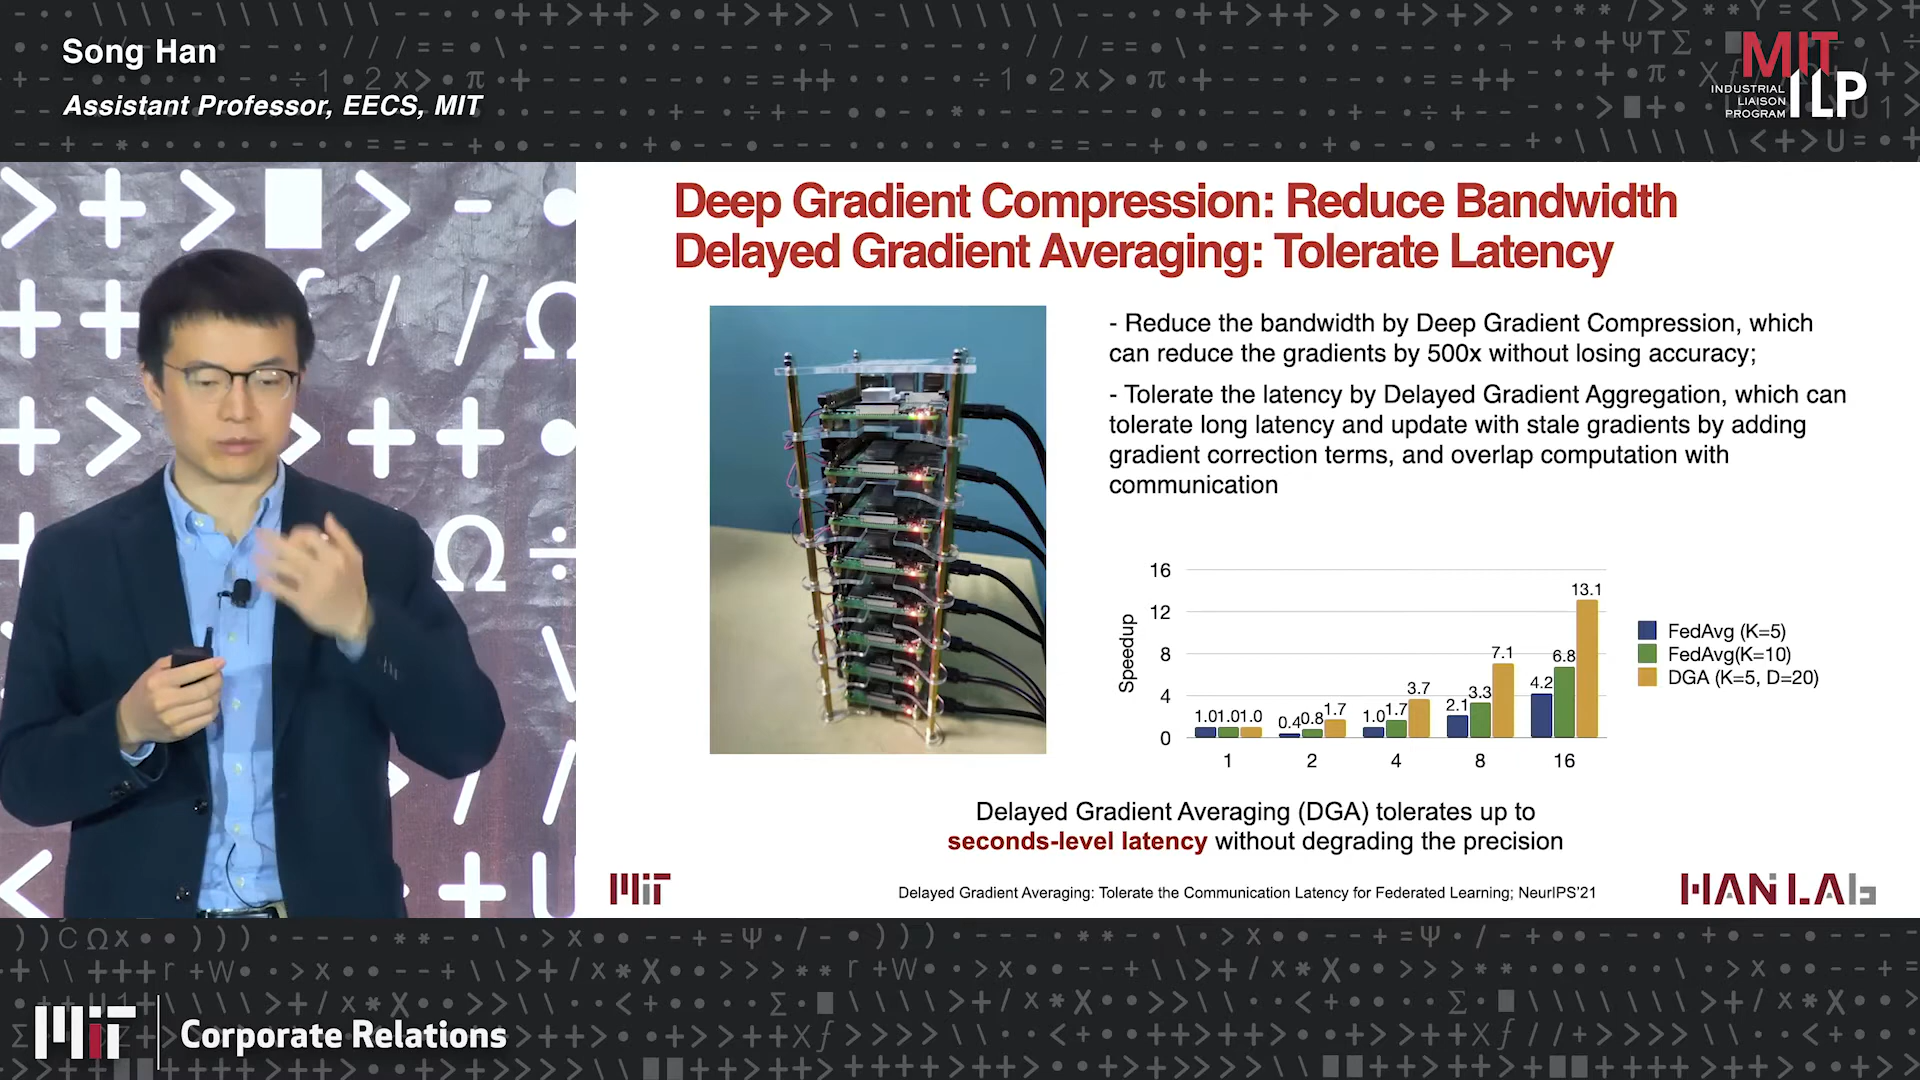 Song Han
Assistant Professor, EECS, MIT
MIT
ILP
INDUSTRIAL
LIAISON
PROGRAM
Deep Gradient Compression: Reduce Bandwidth
Delayed Gradient Averaging: Tolerate Latency
- Reduce the bandwidth by Deep Gradient Compression, which
can reduce the gradients by 500x without losing accuracy;
- Tolerate the latency by Delayed Gradient Aggregation, which can
tolerate long latency and update with stale gradients by adding
gradient correction terms, and overlap computation with
communication
Speedup
16
12
8
4
0
1.0 1.0 1.0
0.4 0.8 1.7
1.0 1.7 3.7
2.1 3.3 7.1
4.2 6.8 13.1
1 2 4 8 16
FedAvg (K=5)
FedAvg(K=10)
DGA (K=5, D=20)
Delayed Gradient Averaging (DGA) tolerates up to
seconds-level latency without degrading the precision
MIT
Delayed Gradient Averaging: Tolerate the Communication Latency for Federated Learning; NeurIPS'21
HAN LAb
MIT
Corporate Relations